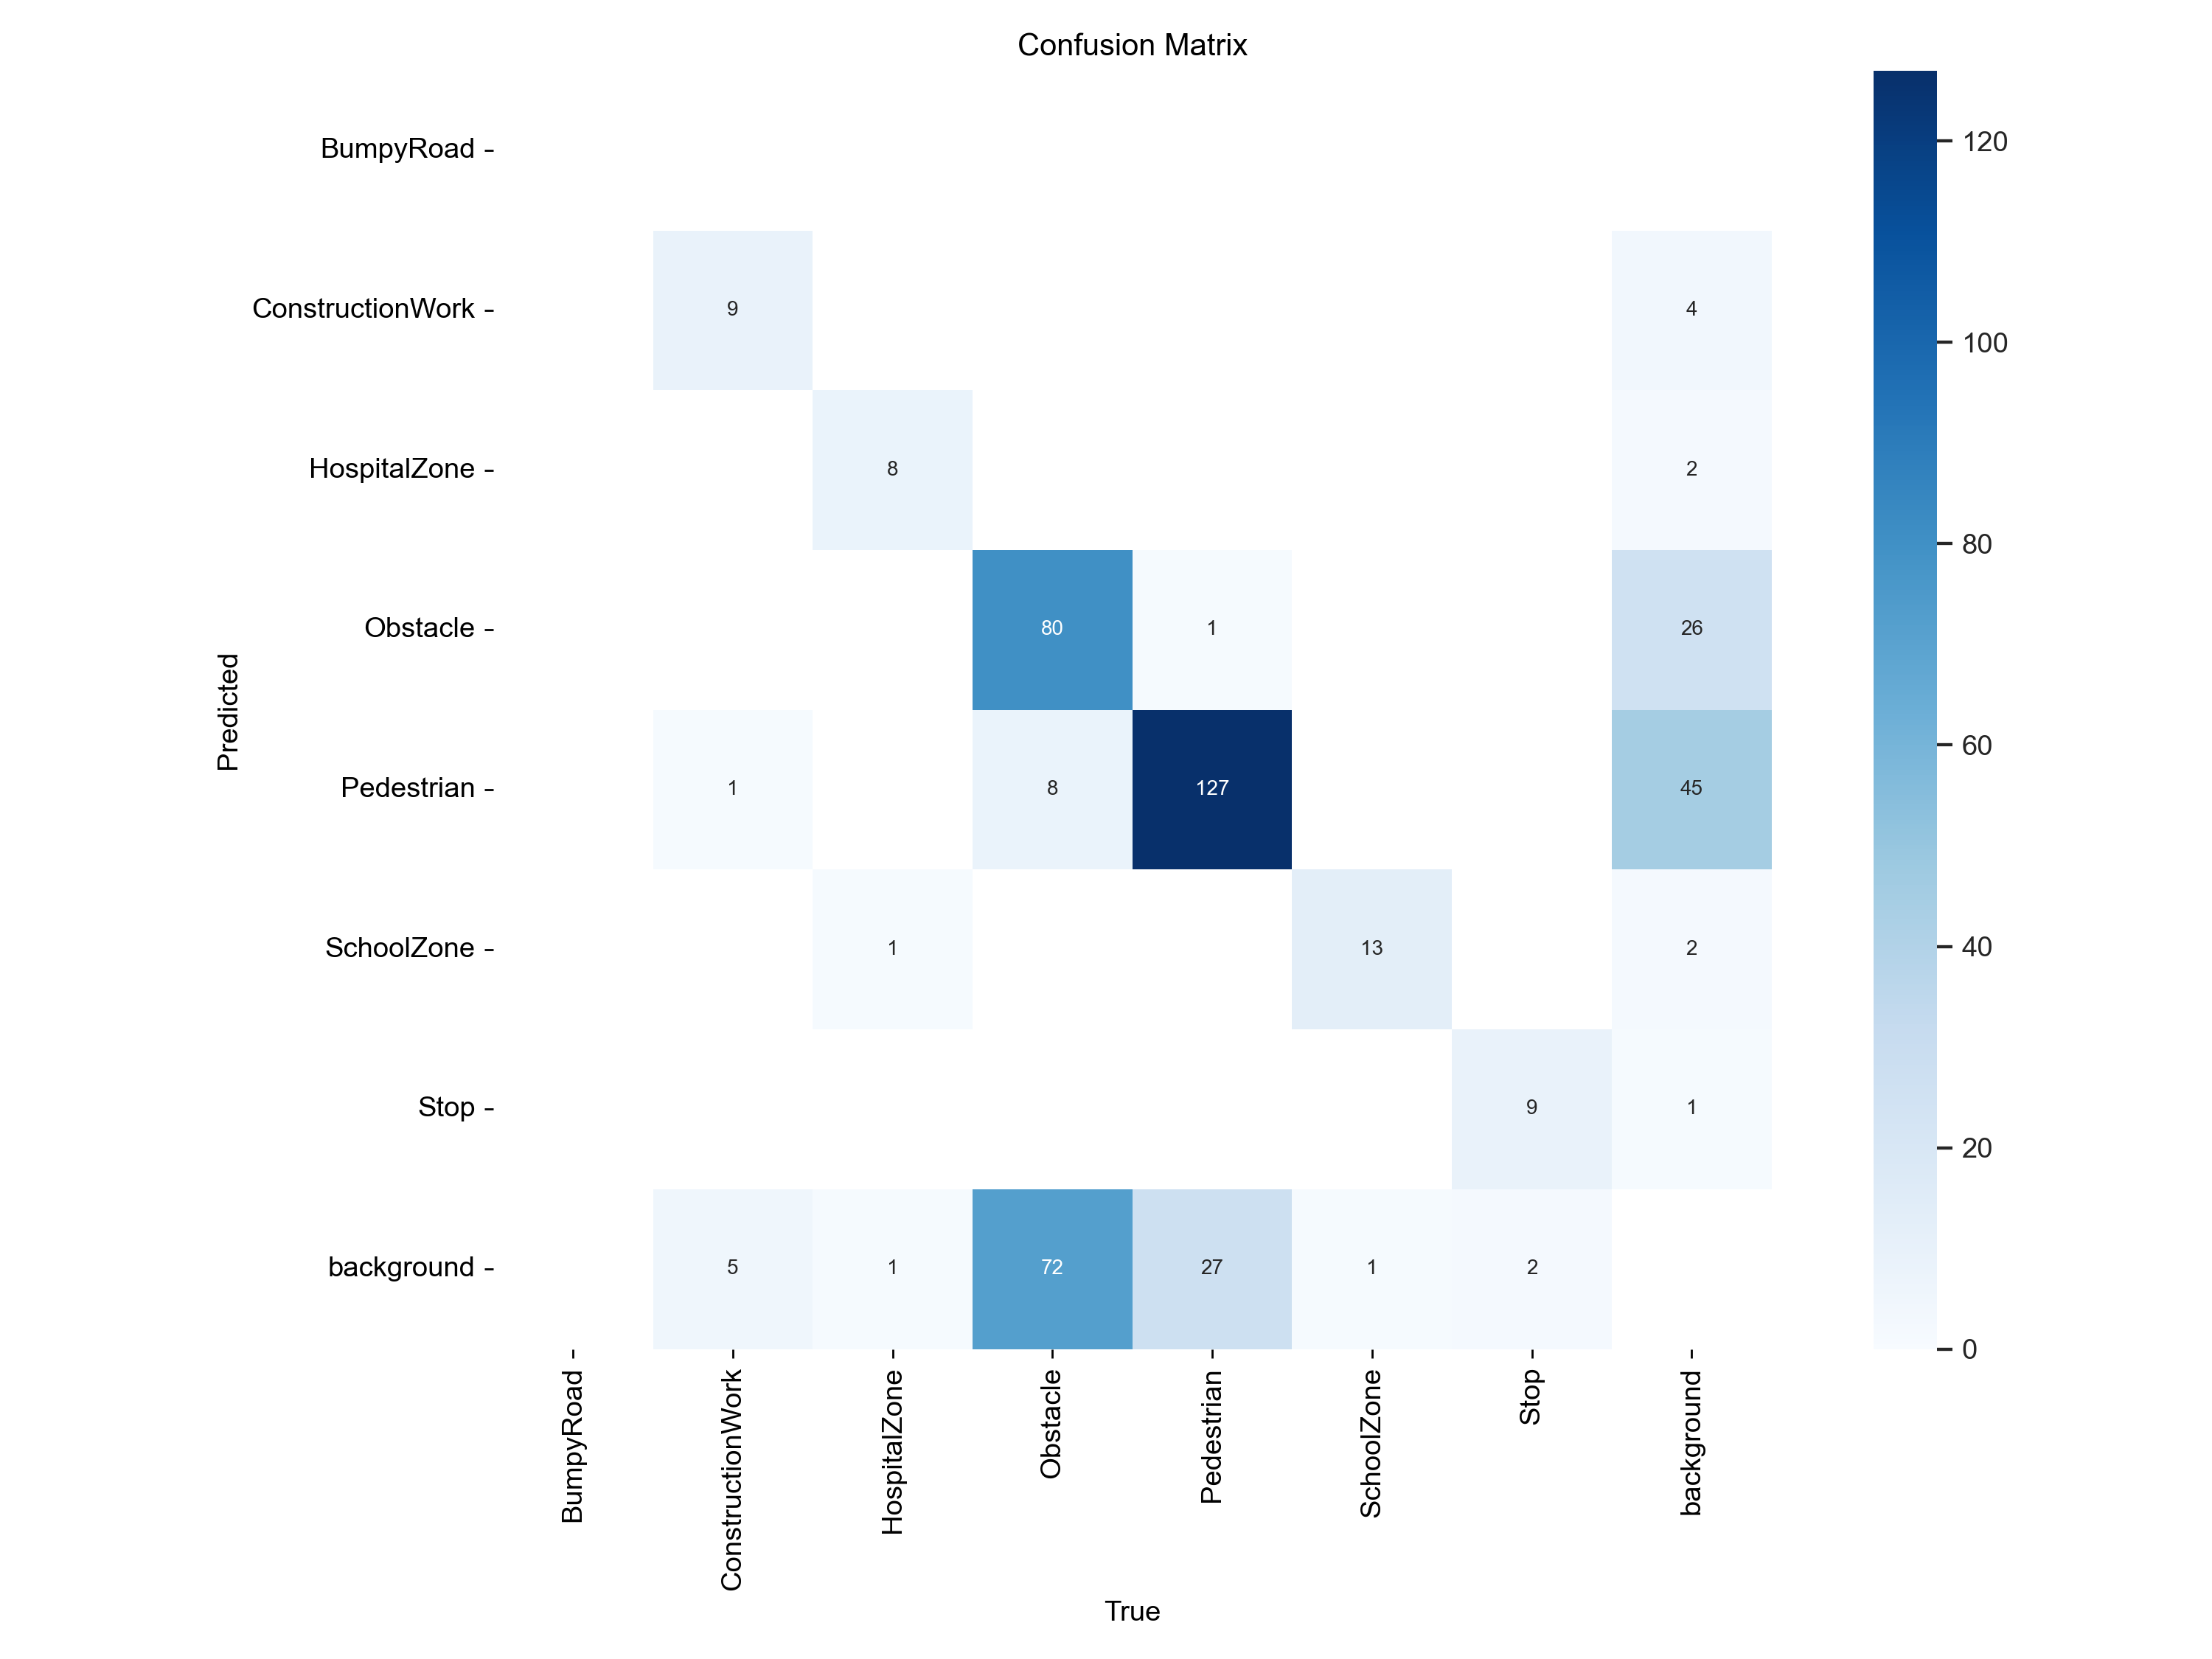 Confusion Matrix
BumpyRoad
ConstructionWork
9
4
HospitalZone
8
2
Obstacle
80
1
26
Pedestrian
1
8
127
45
SchoolZone
1
13
2
Stop
9
1
background
5
1
72
27
1
2
Predicted
BumpyRoad
ConstructionWork
HospitalZone
Obstacle
Pedestrian
SchoolZone
Stop
background
True
120
100
80
60
40
20
0